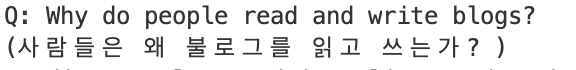 Q: Why do people read and write blogs?
(사람들은 왜 불로그를 읽고 쓰는가? )